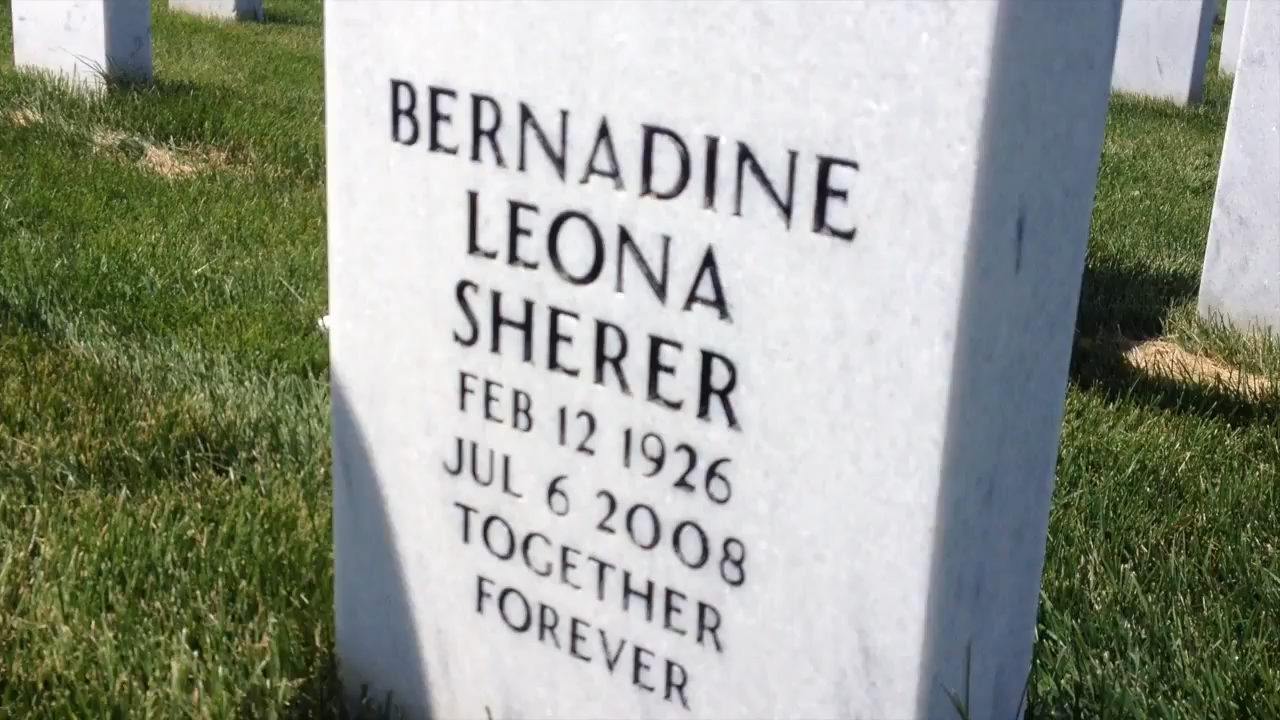 BERNADINE
LEONA
SHERER
FEB 12 1926
JUL 6 2008
TOGETHER
FOREVER